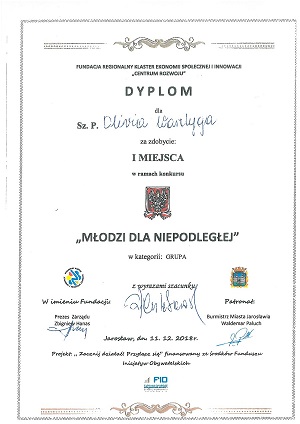 FUNDACJA REGIONALNY KLASTER EKONOMII SPOŁECZNEJ I INNOWACJI
„CENTRUM ROZWOJU"
DYPLOM
dla
Sz. P. Oliwia
za zdobycie:
I MIEJSCA
w ramach konkursu
„MŁODZI DLA NIEPODLEGŁEJ"
w kategorii: GRUPA
z wyrazami szacunku
W imieniu Fundacji
Patronat:
Prezes Zarządu
Zbigniew Hanas
Burmistrz Miasta Jarosławia
Waldemar Paluch
Jarosław, dn. 11. 12. 2018r.
Projekt „ Zacznij działać! Przyłącz się" finansowany ze środków Funduszu
Inicjatyw Obywatelskich
FIO